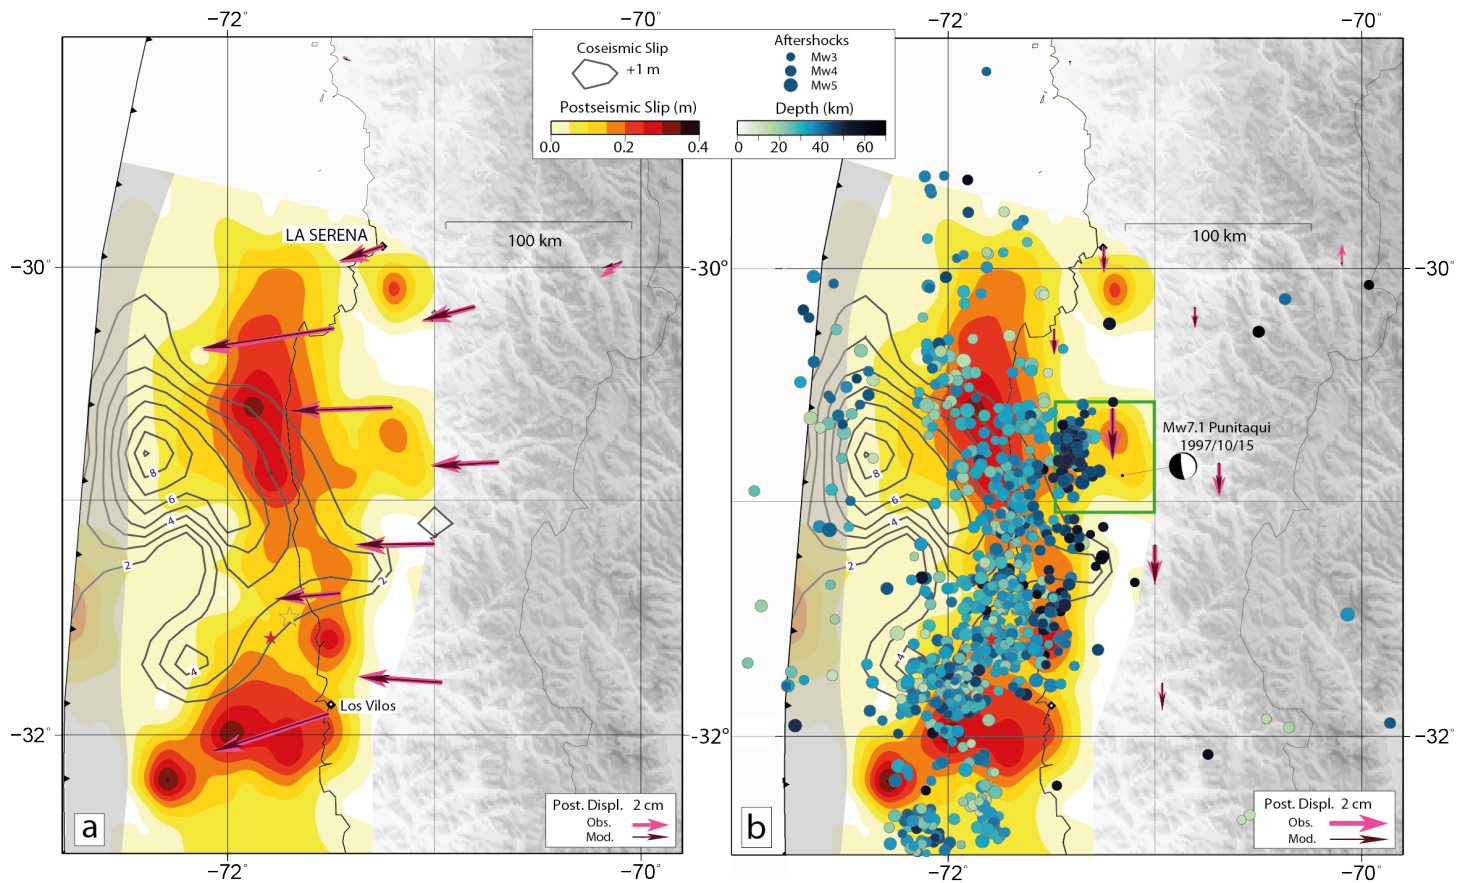 −72°
−70°
−72°
−70°
Coseismic Slip
+1 m
Postseismic Slip (m)
0.0
0.2
0.4
Aftershocks
Mw3
Mw4
Mw5
Depth (km)
0
20
40
60
LA SERENA
100 km
100 km
−30°
-30°
−30°
8
6
4
2
2
4
8
6
4
2
2
4
Mw7.1 Punitaqui
1997/10/15
Los Vilos
−32°
-32°
−32°
a
Post. Displ. 2 cm
Obs.
Mod.
b
Post. Displ. 2 cm
Obs.
Mod.
−72°
−70°
−72°
−70°